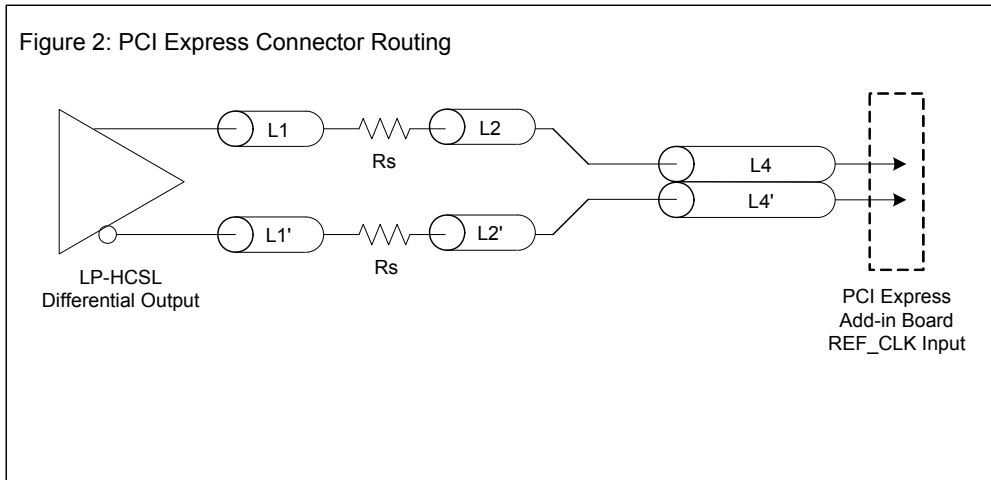 Figure 2: PCI Express Connector Routing
L1
Rs
L2
L4
L4'
L1'
Rs
L2'
LP-HCSL
Differential Output
PCI Express
Add-in Board
REF_CLK Input